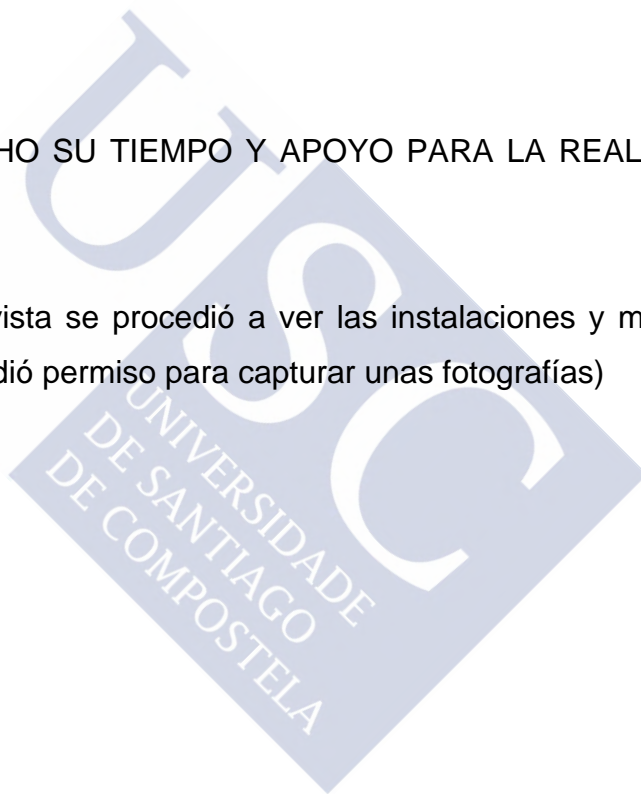 HO SU TIEMPO Y APOYO PARA LA REAL
vista se procedió a ver las instalaciones y m
dió permiso para capturar unas fotografías)
USC
UNIVERSIDADE
DE SANTIAGO
DE COMPOSTELA